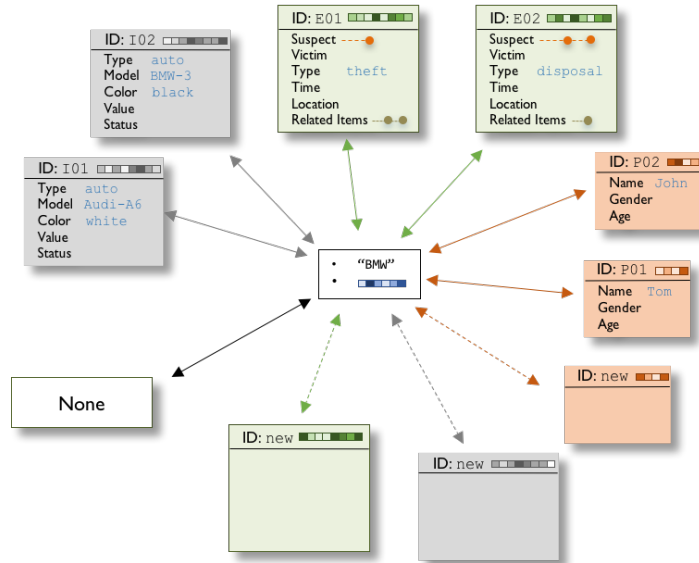 ID: I02
Type auto
Model BMW-3
Color black
Value
Status
ID: E01
Suspect
Victim
Type theft
Time
Location
Related Items
ID: E02
Suspect
Victim
Type disposal
Time
Location
Related Items
ID: I01
Type auto
Model Audi-A6
Color white
Value
Status
ID: P02
Name John
Gender
Age
• “BMW”
•
ID: P01
Name Tom
Gender
Age
None
ID: new
ID: new
ID: new